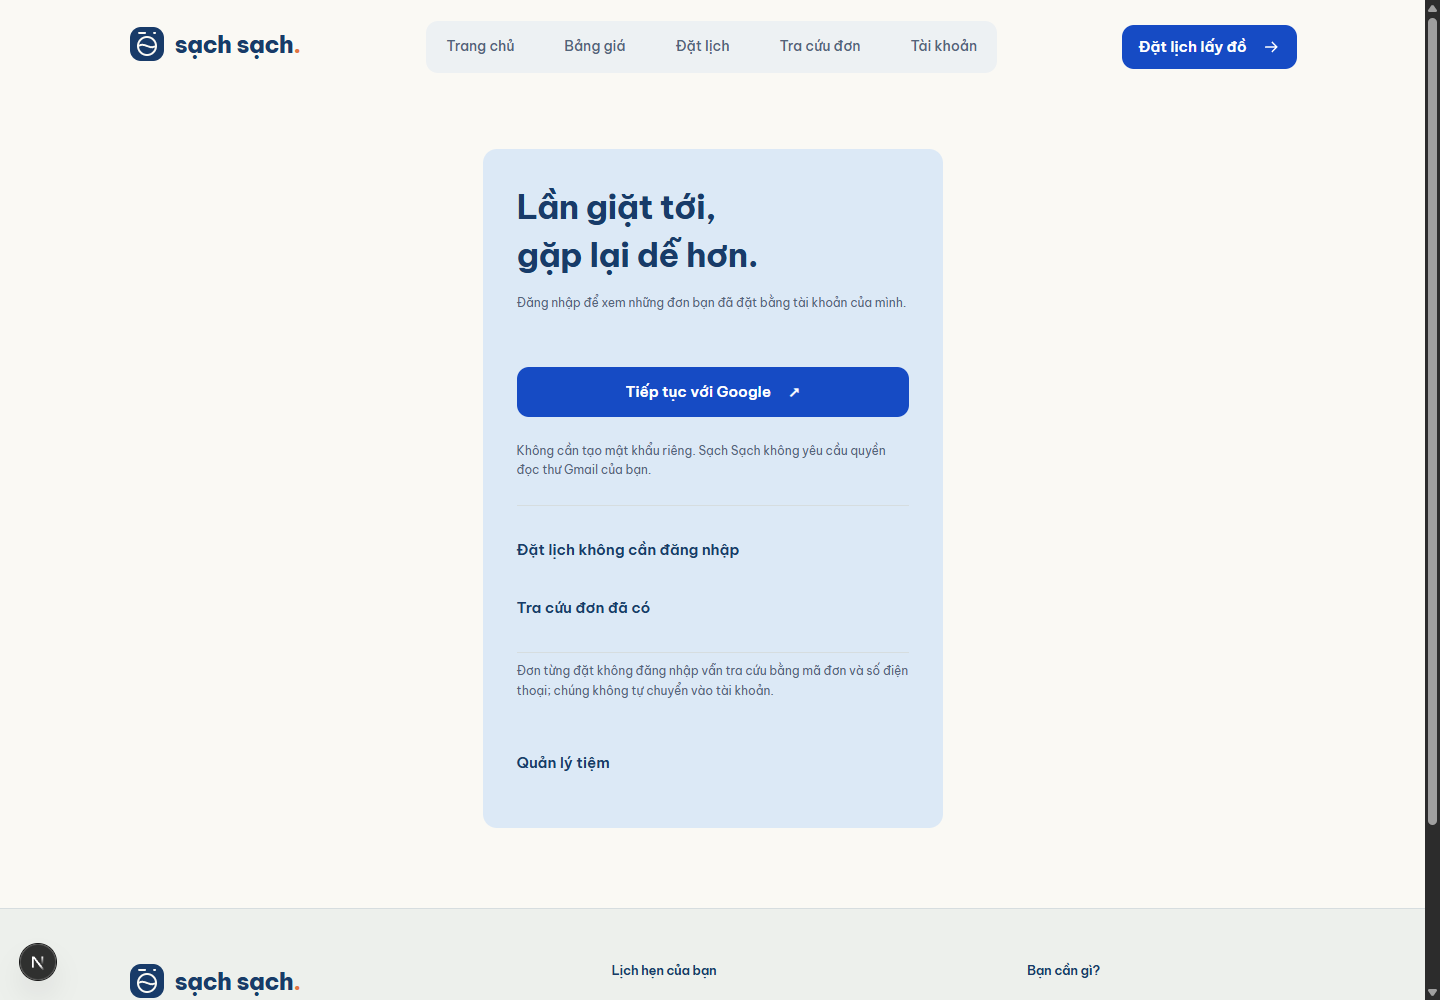 sạch sạch.
Trang chủ
Bảng giá
Đặt lịch
Tra cứu đơn
Tài khoản
Đặt lịch lấy đồ →
Lần giặt tới,
gặp lại dễ hơn.
Đăng nhập để xem những đơn bạn đã đặt bằng tài khoản của mình.
Tiếp tục với Google ↗
Không cần tạo mật khẩu riêng. Sạch Sạch không yêu cầu quyền
đọc thư Gmail của bạn.
Đặt lịch không cần đăng nhập
Tra cứu đơn đã có
Đơn từng đặt không đăng nhập vẫn tra cứu bằng mã đơn và số điện
thoại; chúng không tự chuyển vào tài khoản.
Quản lý tiệm
N
sạch sạch.
Lịch hẹn của bạn
Bạn cần gì?